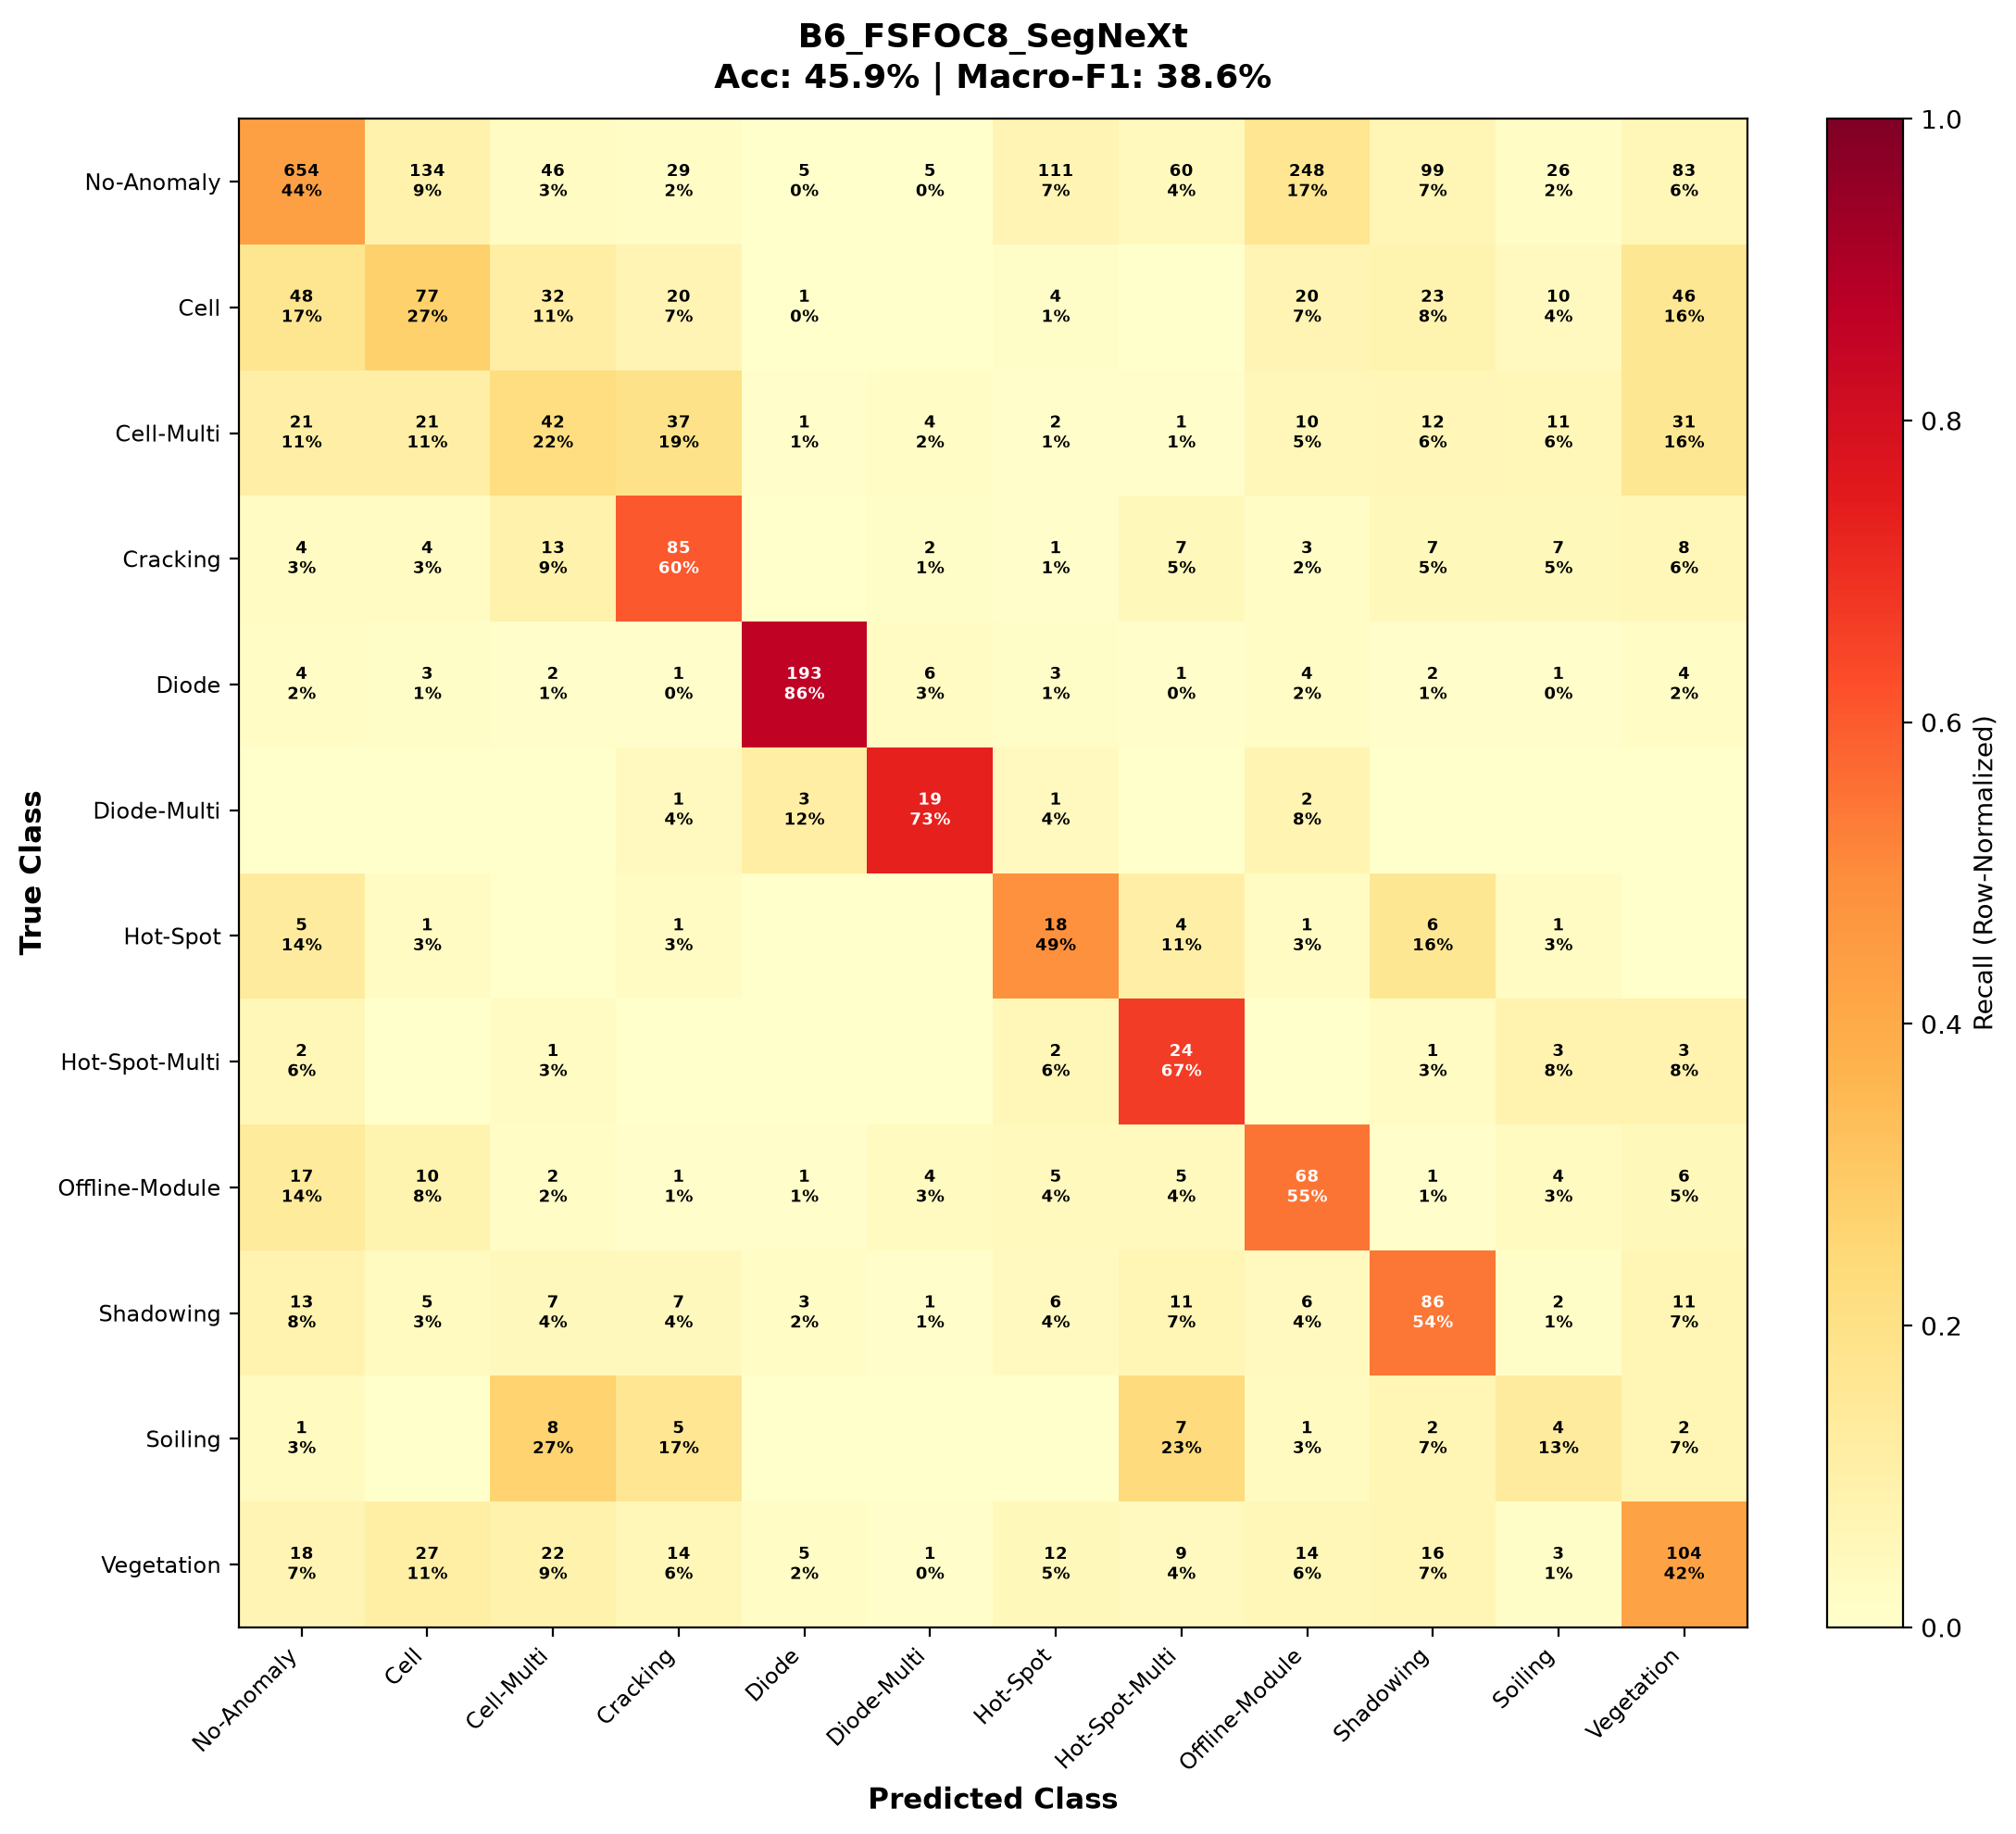 B6_FSFOC8_SegNeXt
Acc: 45.9% | Macro-F1: 38.6%
True Class
No-Anomaly 654 134 46 29 5 5 111 60 248 99 26 83
44% 9% 3% 2% 0% 0% 7% 4% 17% 7% 2% 6%
Cell 48 77 32 20 1 4 20 23 10 46
17% 27% 11% 7% 0% 1% 7% 8% 4% 16%
Cell-Multi 21 21 42 37 1 4 2 1 10 12 11 31
11% 11% 22% 19% 1% 2% 1% 1% 5% 6% 6% 16%
Cracking 4 4 13 85 2 1 7 3 7 7 8
3% 3% 9% 60% 1% 1% 5% 2% 5% 5% 6%
Diode 4 3 2 1 193 6 3 1 4 2 1 4
2% 1% 1% 0% 86% 3% 1% 0% 2% 1% 0% 2%
Diode-Multi 1 3 19 1 2
4% 12% 73% 4% 8%
Hot-Spot 5 1 1 18 4 1 6 1
14% 3% 3% 49% 11% 3% 16% 3%
Hot-Spot-Multi 2 1 2 24 1 3 3
6% 3% 6% 67% 3% 8% 8%
Offline-Module 17 10 2 1 1 4 5 5 68 1 4 6
14% 8% 2% 1% 1% 3% 4% 4% 55% 1% 3% 5%
Shadowing 13 5 7 7 3 1 6 11 6 86 2 11
8% 3% 4% 4% 2% 1% 4% 7% 4% 54% 1% 7%
Soiling 1 8 5 7 1 2 4 2
3% 27% 17% 23% 3% 7% 13% 7%
Vegetation 18 27 22 14 5 1 12 9 14 16 3 104
7% 11% 9% 6% 2% 0% 5% 4% 6% 7% 1% 42%
No-Anomaly Cell Cell-Multi Cracking Diode Diode-Multi Hot-Spot Hot-Spot-Multi Offline-Module Shadowing Soiling Vegetation
Predicted Class
1.0
0.8
0.6
0.4
0.2
0.0
Recall (Row-Normalized)